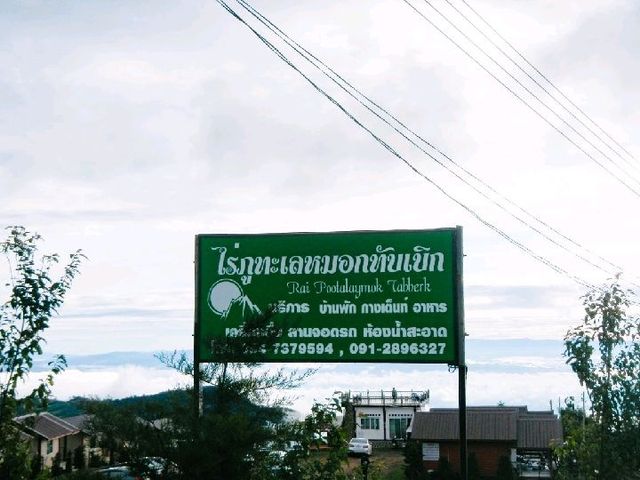 ไร่ภูทะเลหมอกทับเบิก
Rai Pootalaymok Tabberk
บริการ บ้านพัก กางเต็นท์ อาหาร
ลานจอดรถ ห้องน้ำสะอาด
7379594 , 091-2896327